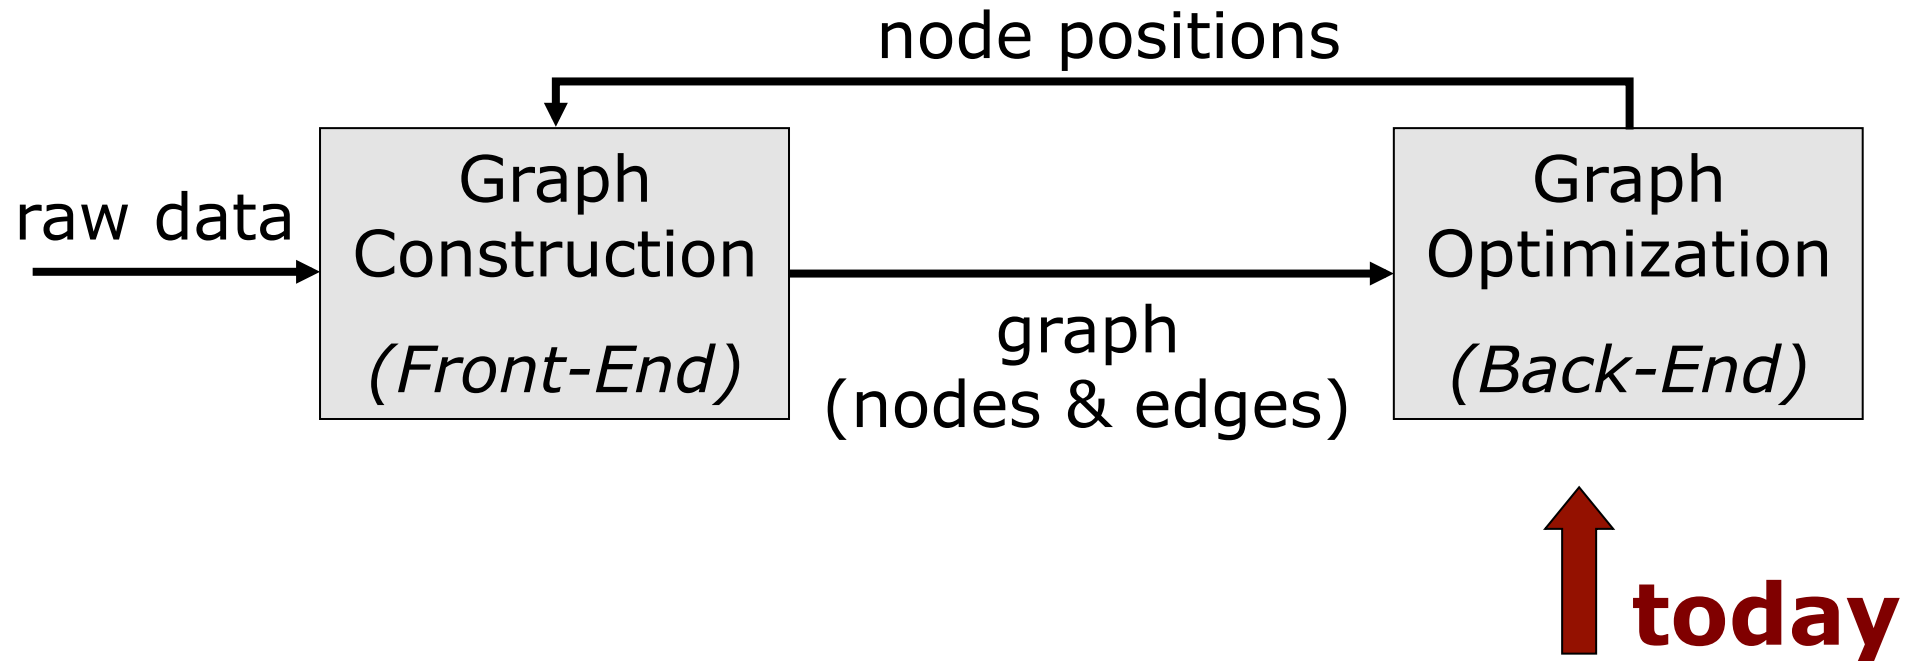 node positions
raw data
Graph
Construction
(Front-End)
graph
(nodes & edges)
Graph
Optimization
(Back-End)
today